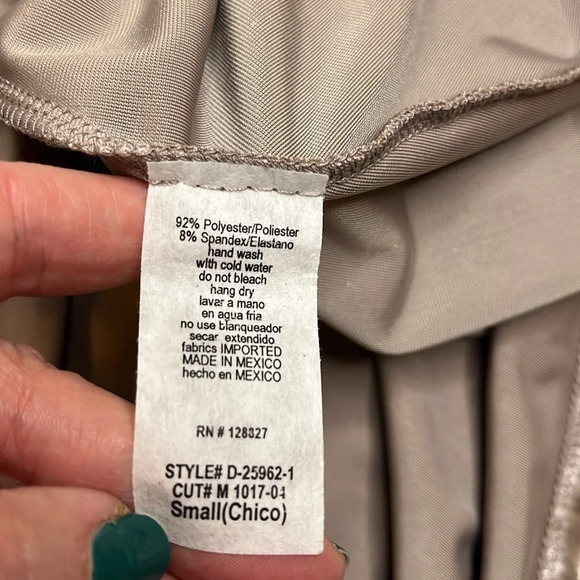 92% Polyester/Poliester
8% Spandex/Elastano
hand wash
with cold water
do not bleach
hang dry
lavar a mano
en agua fria
no use blanqueador
secar extendido
fabrics IMPORTED
MADE IN MEXICO
hecho en MEXICO
RN # 128327
STYLE# D-25962-1
CUT# M 1017-04
Small(Chico)